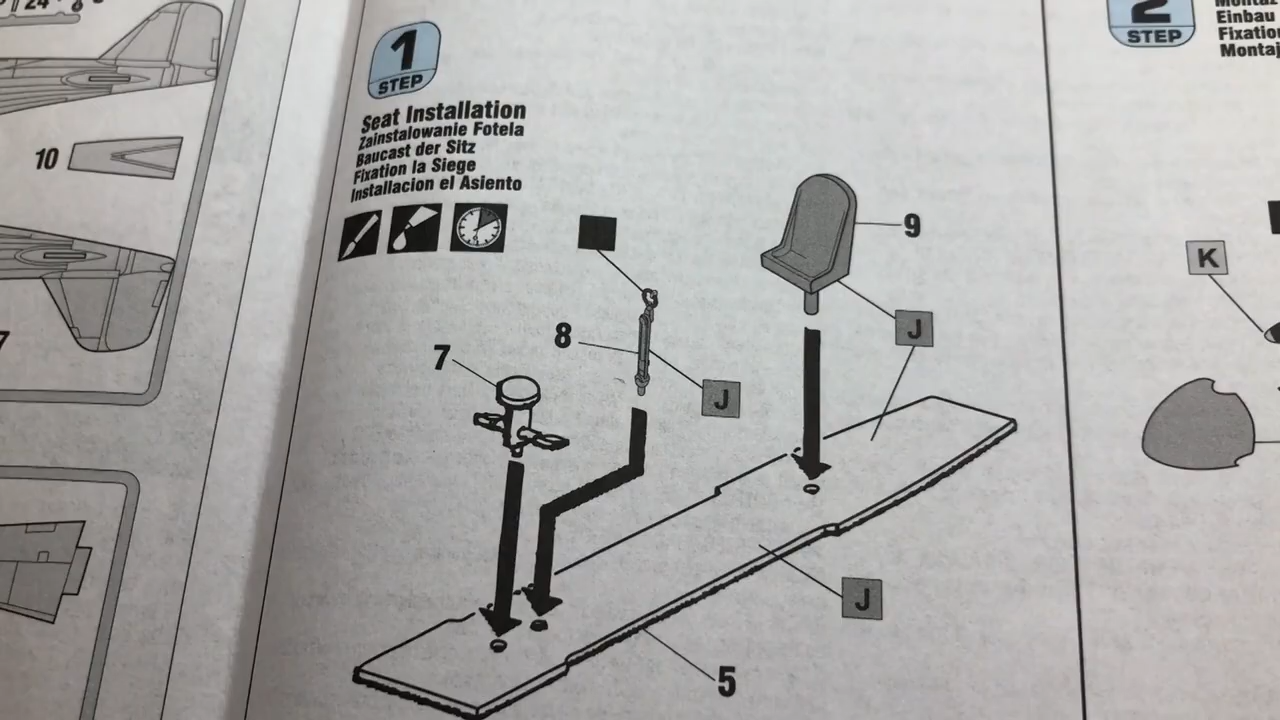 24
10
7
1
STEP
Seat Installation
Zainstalowanie Fotela
Baucast der Sitz
Fixation la Siege
Installacion el Asiento
9
J
8
7
J
J
5
2
STEP
Montaz
Einbau
Fixation
Montaj
K